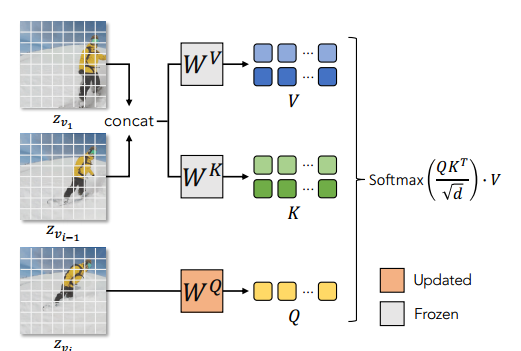 z_{v_1}
concat
W^V
V
W^K
K
z_{v_{i-1}}
Softmax(QK^T/√d) · V
W^Q
Q
z_{v_i}
Updated
Frozen